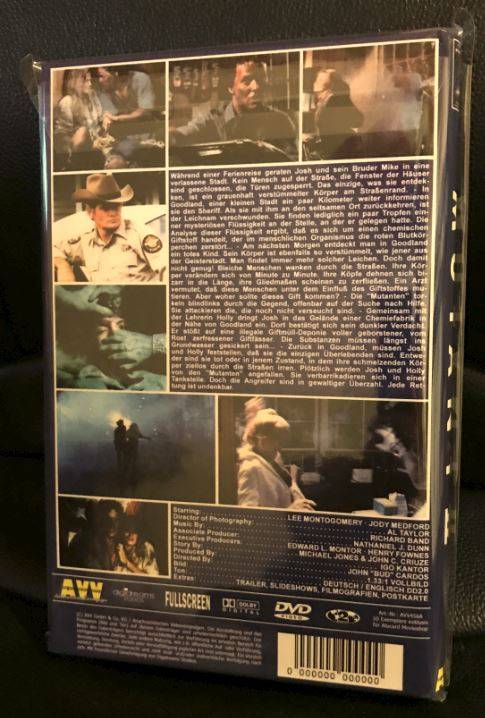 Während einer Ferienreise geraten Josh und sein Bruder Mike in eine
verlassene Stadt. Kein Mensch auf der Straße, die Fenster der Häuser
sind geschlossen, die Türen zugesperrt. Das einzige, was sie entdek-
ken, ist ein grauenhaft verstümmelter Körper am Straßenrand. - In
Goodland, einer kleinen Stadt ein paar Kilometer weiter informieren
sie den Sheriff. Als sie mit ihm an den seltsamen Ort zurückkehren, ist
der Leichnam verschwunden. Sie finden lediglich ein paar Tropfen ein-
er mysteriöse Flüssigkeit an der Stelle, an der er gelegen hatte. Die
Analyse dieser Flüssigkeit ergibt, daß es sich um einen chemischen
Giftstoff handelt, der im menschlichen Organismus die roten Blutkör-
perchen zerstört... - Am nächsten Morgen entdeckt man in Goodland
ein totes Kind. Sein Körper ist ebenfalls so verstümmelt, wie jener aus
der Geisterstadt. Man findet immer mehr solcher Leichen. Doch damit
nicht genug! Bleiche Menschen wanken durch die Straßen. Ihre Kör-
per verändern sich von Minute zu Minute. Ihre Köpfe dehnen sich bi-
zarr in die Länge, ihre Gliedmaßen scheinen zu zerfließen. Ein Arzt
vermutet, daß diese Menschen unter dem Einfluß des Giftstoffes mu-
tieren. Aber woher sollte dieses Gift kommen? - Die "Mutanten" tor-
keln blindlinks durch die Gegend, offenbar auf der Suche nach Hilfe.
Sie attackieren die, die noch nicht verseucht sind. - Gemeinsam mit
der Lehrerin Holly dringt Josh in das Gelände einer Chemiefabrik in
der Nähe von Goodland ein. Dort bestätigt sich sein dunkler Verdacht.
Er stößt auf eine illegale Giftmüll-Deponie voller geborstener, vom
Rost zerfressener Giftfässer. Die Substanzen müssen längst ins
Grundwasser gesickert sein... - Zurück in Goodland, müssen Josh
und Holly feststellen, daß sie die einzigen Überlebenden sind. Entwe-
der sind sie tot oder in jenem Zustand, in dem ihre schmelzenden Kör-
per ziellos durch die Straßen irren. Plötzlich werden Josh und Holly
von den "Mutanten" angefallen. Sie verbarrikadieren sich in einer
Tankstelle. Doch die Angreifer sind in gewaltiger Überzahl. Jede Ret-
tung ist undenkbar.
Starring: LEE MONTOGOMERY · JODY MEDFORD
Director of Photography: AL TAYLOR
Music By: RICHARD BAND
Associate Producer: NATHANIEL J. DUNN
Executive Producers: EDWARD L. MONTOR · HENRY FOWNES
Story By: MICHAEL JONES & JOHN C. CRUIZE
Produced By: IGO KANTOR
Directed By: JOHN "BUD" CARDOS
Bild: 1.33:1 VOLLBILD
Ton: DEUTSCH / ENGLISCH DD2.0
Extras: TRAILER, SLIDESHOWS, FILMOGRAFIEN, POSTKARTE
AVV
digidreams
FULLSCREEN
DOLBY
DIGITAL
DVD
VIDEO
2
0 000000 000000